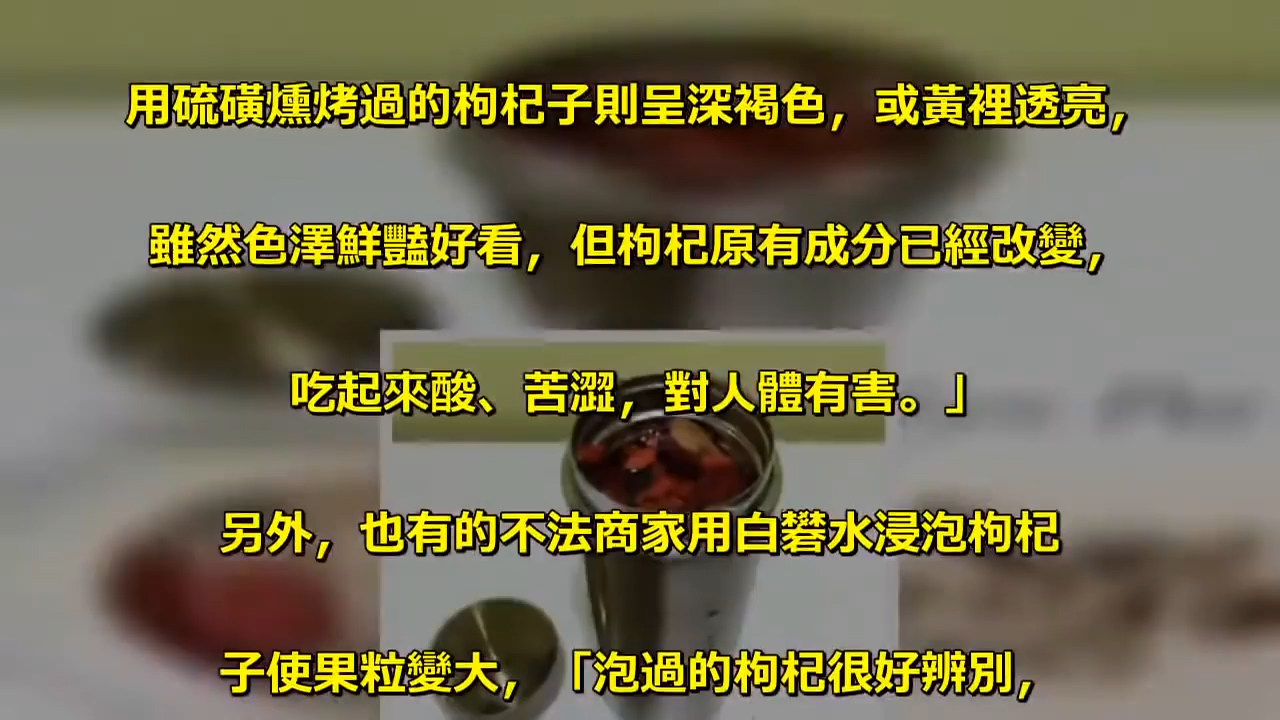 用硫磺燻烤過的枸杞子則呈深褐色，或黃裡透亮，
雖然色澤鮮豔好看，但枸杞原有成分已經改變，
吃起來酸、苦澀，對人體有害。」
另外，也有的不法商家用白礬水浸泡枸杞
子使果粒變大，「泡過的枸杞很好辨別，